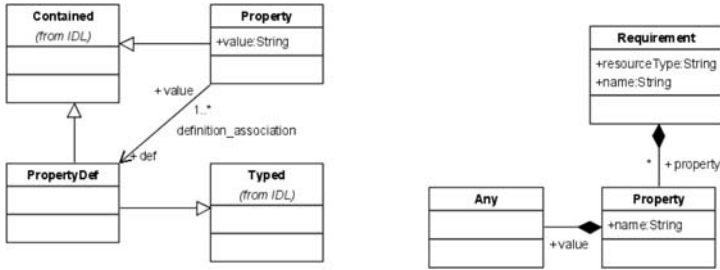 Contained
(from IDL)
Property
+value:String
+ value
1..*
definition_association
+ def
PropertyDef
Typed
(from IDL)
Requirement
+resourceType:String
+name:String
* + property
Any
Property
+name:String
+value